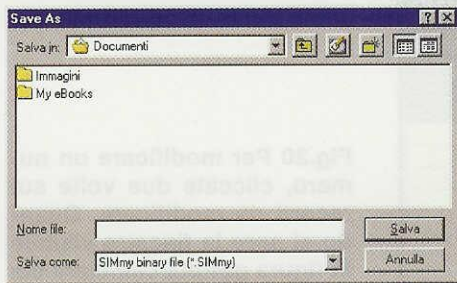 Save As
Salva in: Documenti
Immagini
My eBooks
Fig.20 Per modificare un nu-
mero, cliccate due volte su
Nome file: Salva
Salva come: SIMmy binary file (*.SIMmy) Annulla